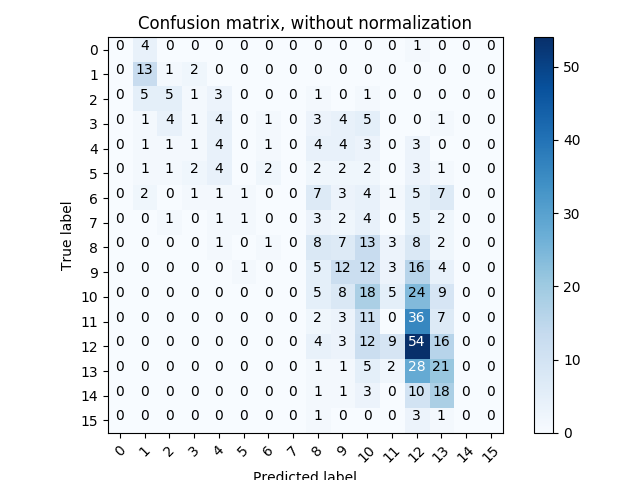 Confusion matrix, without normalization
0 0 4 0 0 0 0 0 0 0 0 0 0 1 0 0 0
1 0 13 1 2 0 0 0 0 0 0 0 0 0 0 0 0
2 0 5 5 1 3 0 0 0 1 0 1 0 0 0 0 0
3 0 1 4 1 4 0 1 0 3 4 5 0 0 1 0 0
4 0 1 1 1 4 0 1 0 4 4 3 0 3 0 0 0
5 0 1 1 2 4 0 2 0 2 2 2 0 3 1 0 0
6 0 2 0 1 1 1 0 0 7 3 4 1 5 7 0 0
7 0 0 1 0 1 1 0 0 3 2 4 0 5 2 0 0
8 0 0 0 0 1 0 1 0 8 7 13 3 8 2 0 0
9 0 0 0 0 0 1 0 0 5 12 12 3 16 4 0 0
10 0 0 0 0 0 0 0 0 5 8 18 5 24 9 0 0
11 0 0 0 0 0 0 0 0 2 3 11 0 36 7 0 0
12 0 0 0 0 0 0 0 0 4 3 12 9 54 16 0 0
13 0 0 0 0 0 0 0 0 1 1 5 2 28 21 0 0
14 0 0 0 0 0 0 0 0 1 1 3 0 10 18 0 0
15 0 0 0 0 0 0 0 0 1 0 0 0 3 1 0 0
0 1 2 3 4 5 6 7 8 9 10 11 12 13 14 15
True label
Predicted label
50
40
30
20
10
0